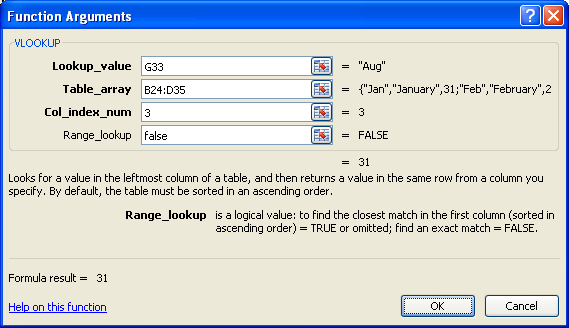 Function Arguments
VLOOKUP
Lookup_value G33 = "Aug"
Table_array B24:D35 = {"Jan","January",31;"Feb","February",2
Col_index_num 3 = 3
Range_lookup false = FALSE
= 31
Looks for a value in the leftmost column of a table, and then returns a value in the same row from a column you
specify. By default, the table must be sorted in an ascending order.
Range_lookup is a logical value: to find the closest match in the first column (sorted in
ascending order) = TRUE or omitted; find an exact match = FALSE.
Formula result = 31
Help on this function
OK Cancel